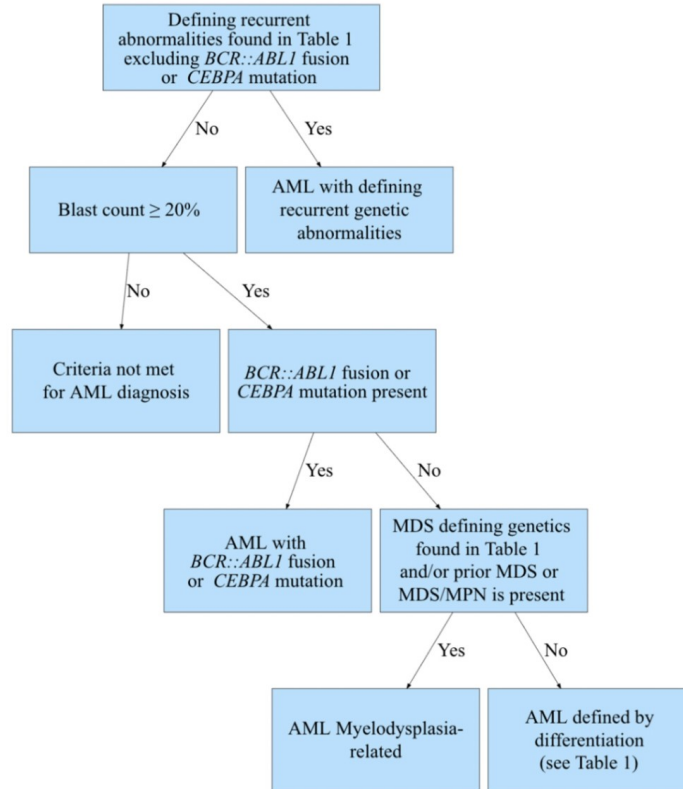 Defining recurrent
abnormalities found in Table 1
excluding BCR::ABL1 fusion
or CEBPA mutation
No
Yes
Blast count ≥ 20%
AML with defining
recurrent genetic
abnormalities
No
Yes
Criteria not met
for AML diagnosis
BCR::ABL1 fusion or
CEBPA mutation present
Yes
No
AML with
BCR::ABL1 fusion
or CEBPA mutation
MDS defining genetics
found in Table 1
and/or prior MDS or
MDS/MPN is present
Yes
No
AML Myelodysplasia-
related
AML defined by
differentiation
(see Table 1)